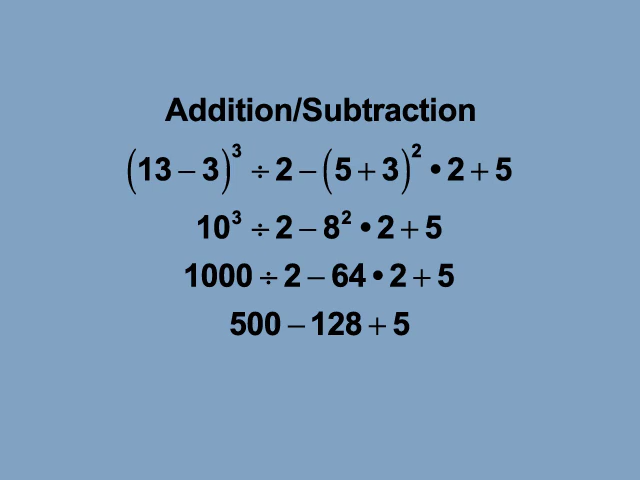 Addition/Subtraction
(13 – 3)³ ÷ 2 – (5 + 3)² • 2 + 5
10³ ÷ 2 – 8² • 2 + 5
1000 ÷ 2 – 64 • 2 + 5
500 – 128 + 5